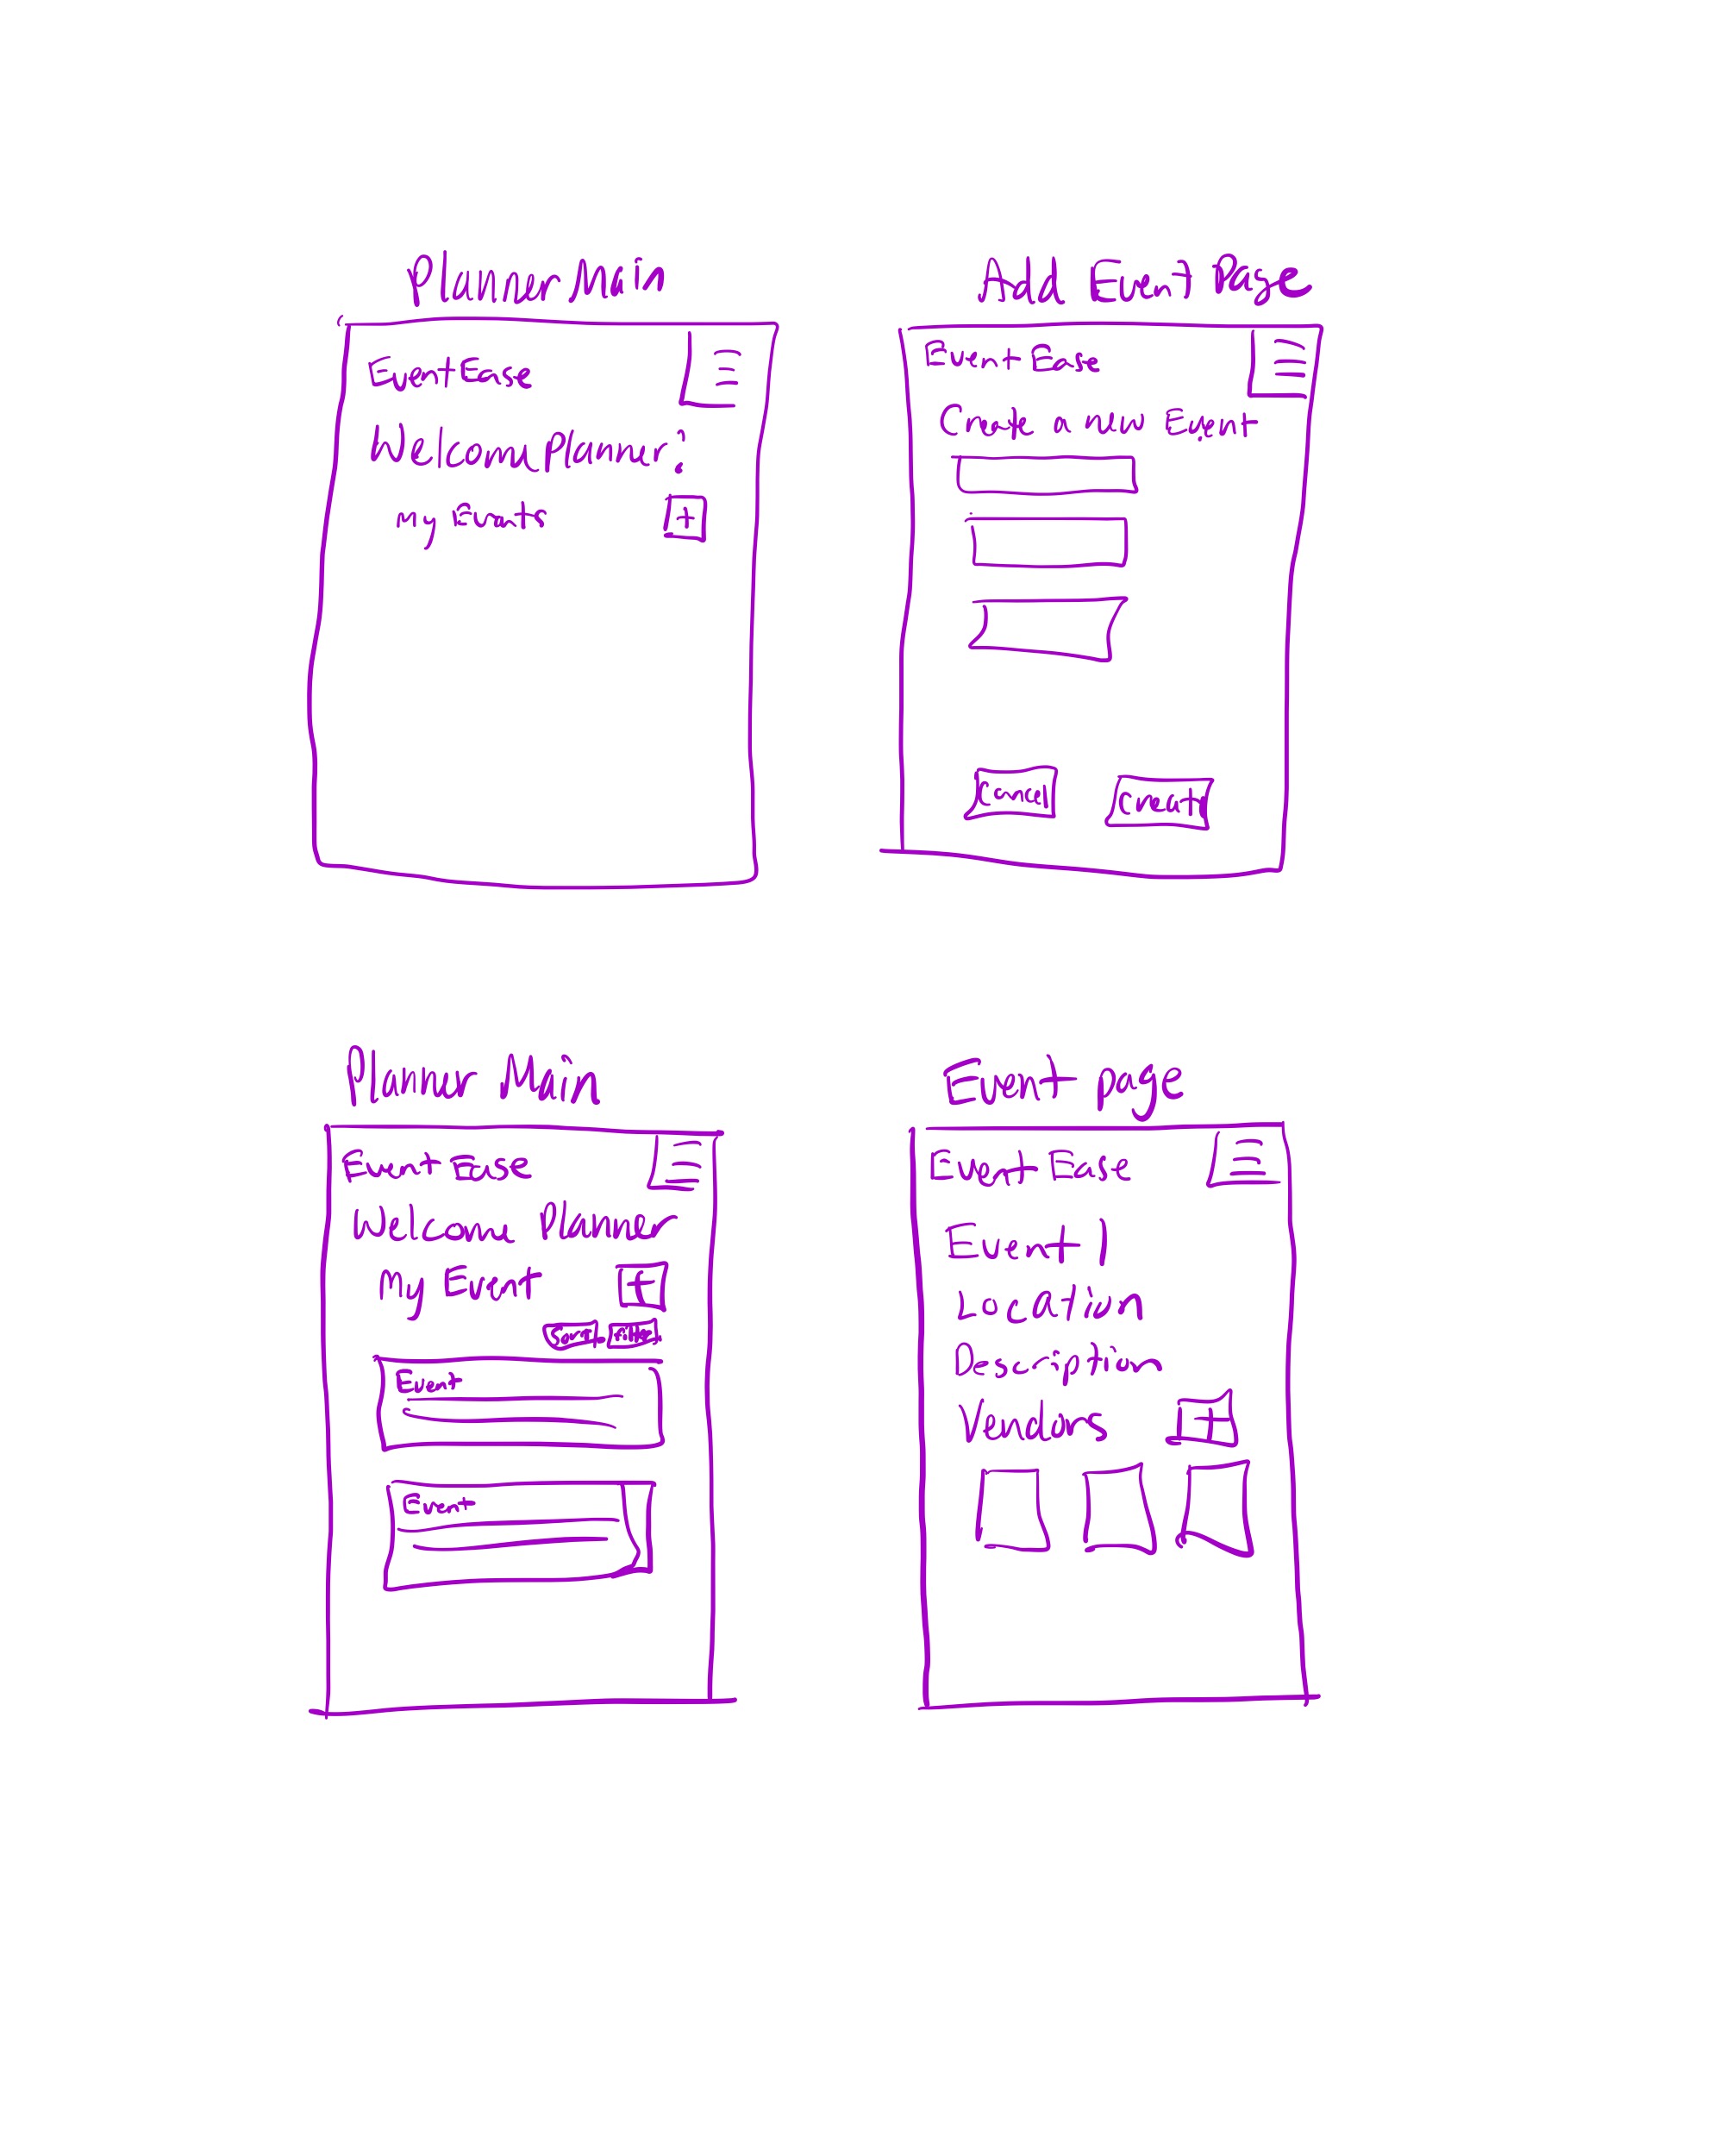 Planner Main
EventEase
Welcome planner!
my Events
+
Add Event Page
Event Ease
Create a new Event
Cancel
Create
Planner Main
Event Ease
Welcome Planner
My Event
+
Sort Filter
Event
Event
Event page
Event Ease
Event 1
Location
Description
Vendors
+